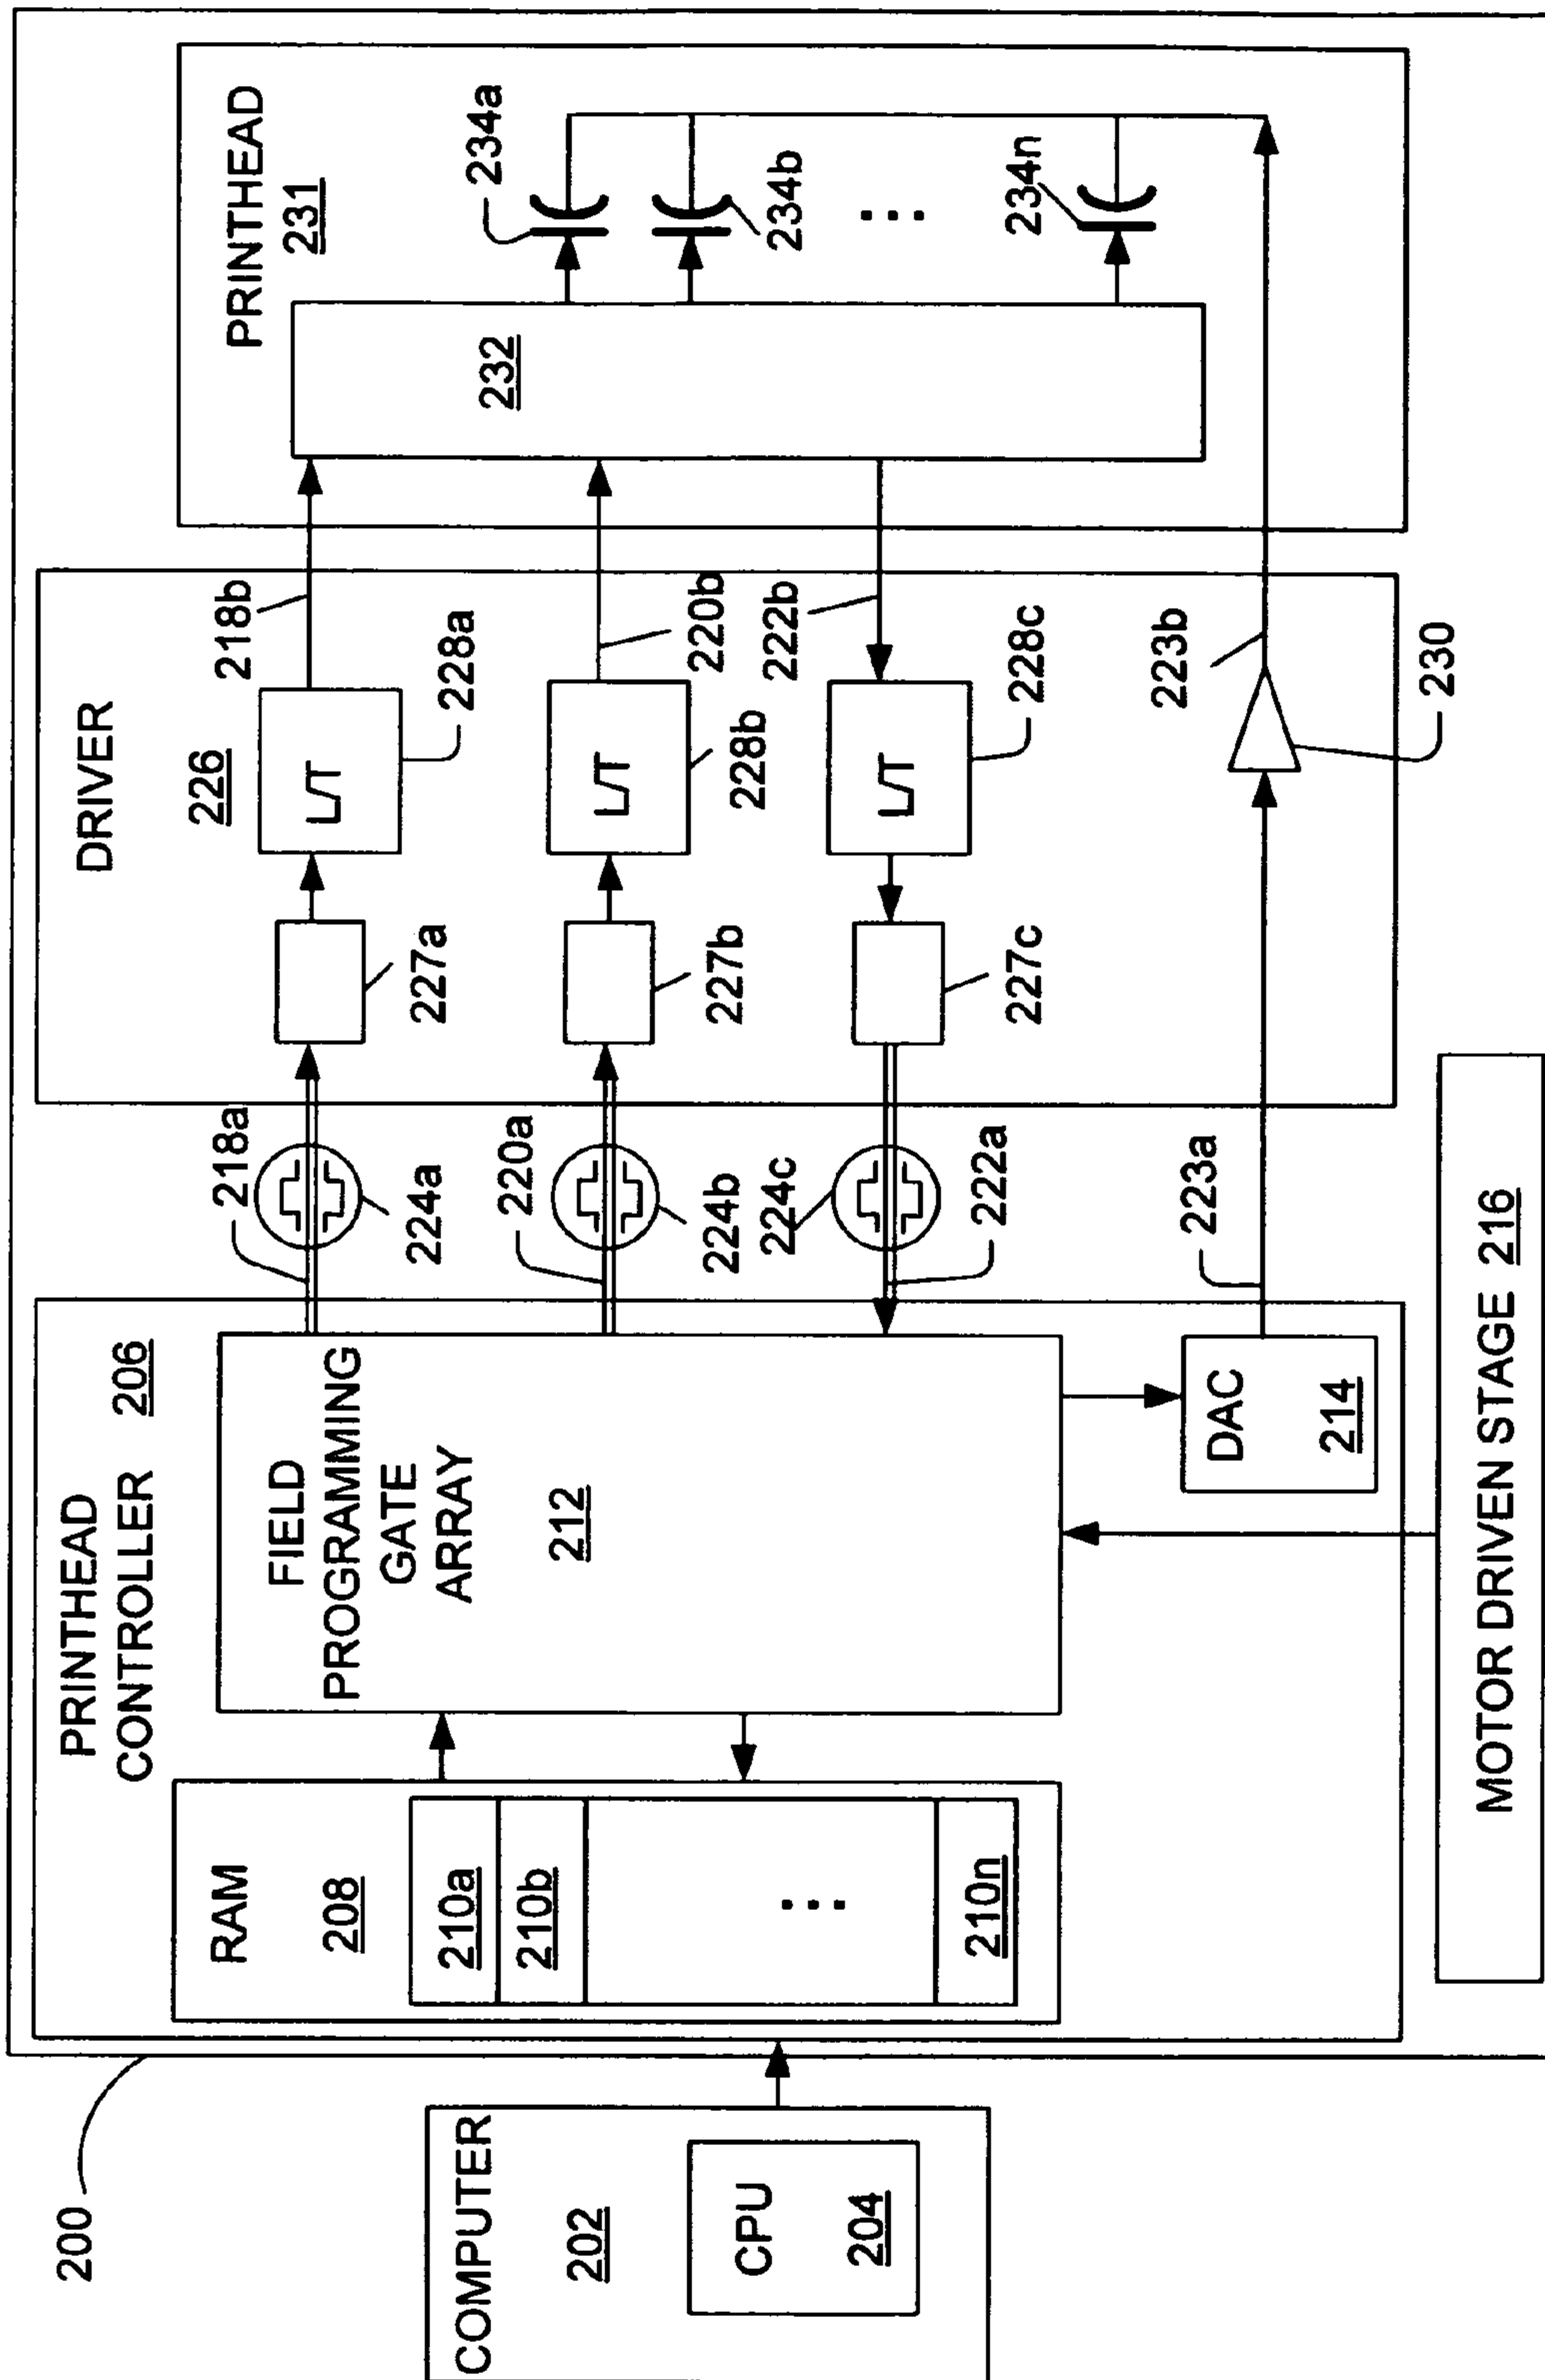 200
COMPUTER
202
CPU
204
PRINTHEAD
CONTROLLER 206
RAM
208
210a
210b
...
210n
FIELD
PROGRAMMING
GATE
ARRAY
212
DAC
214
MOTOR DRIVEN STAGE 216
218a
224a
220a
224b
224c
222a
223a
DRIVER
226
227a
L/T
218b
228a
227b
L/T
220b
228b
227c
L/T
222b
228c
223b
230
PRINTHEAD
231
232
234a
234b
...
234n